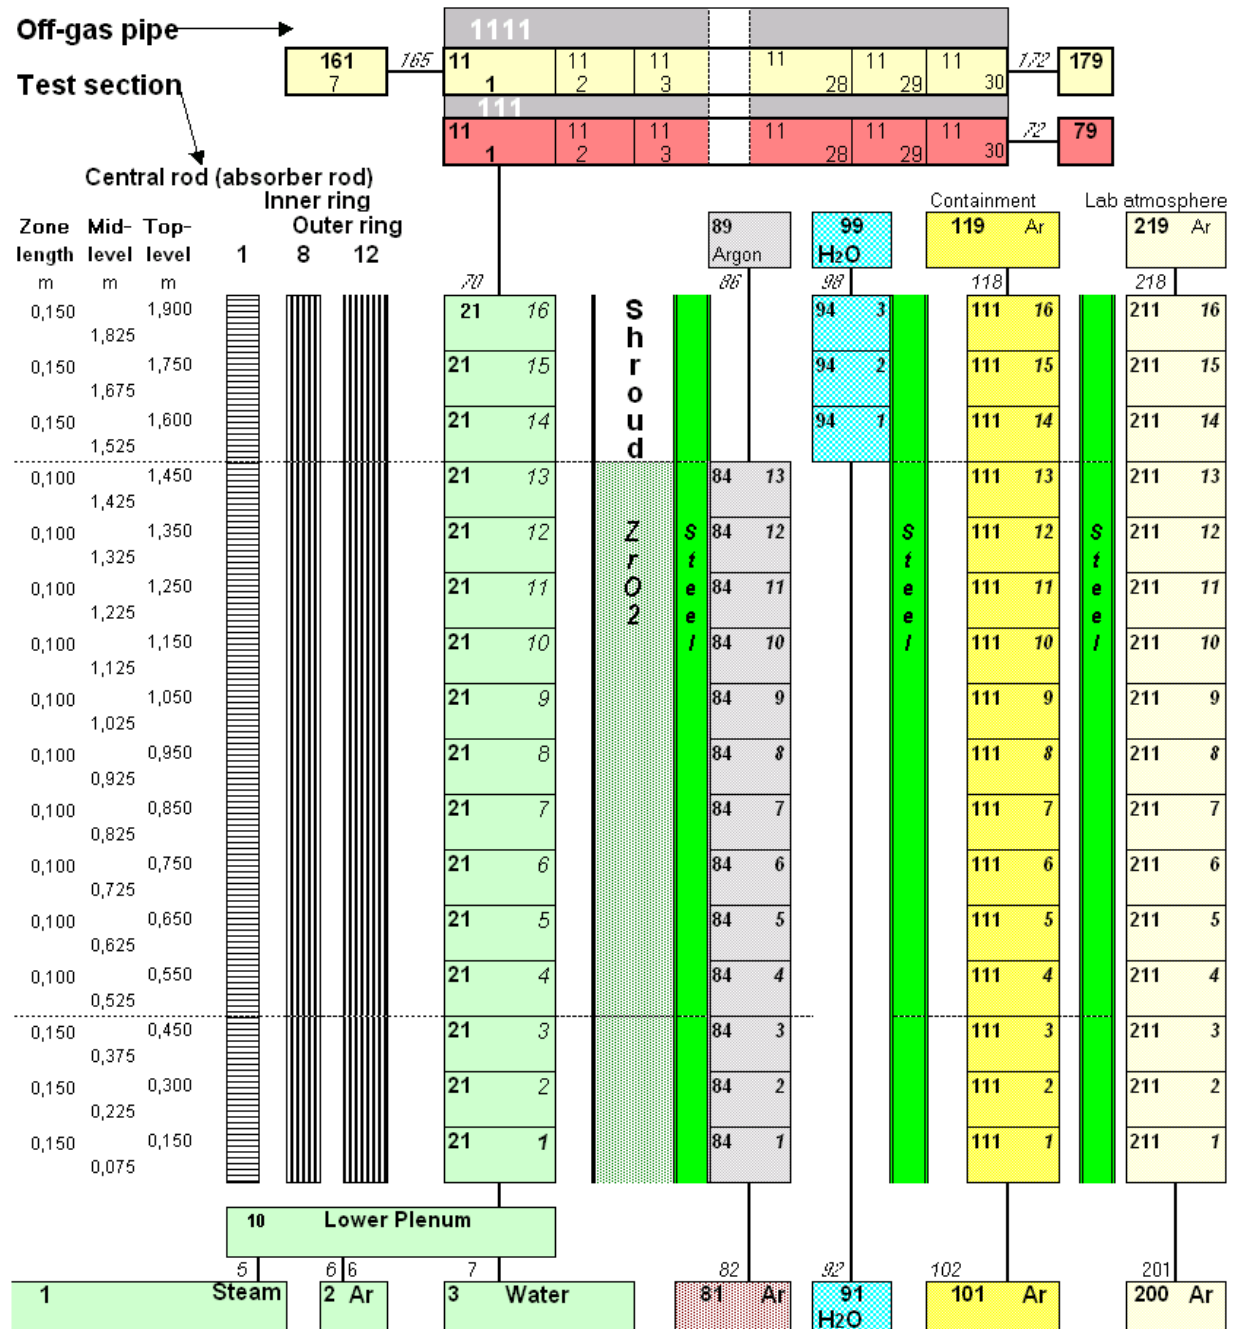 Off-gas pipe
1111
161 165 11 11 11 11 11 11 172 179
7 1 2 3 28 29 30
Test section
111
11 11 11 11 11 11 72 79
1 2 3 28 29 30
Central rod (absorber rod)
Inner ring
Outer ring
Containment Lab atmosphere
Zone Mid- Top-
length level level 1 8 12
m m m
89 99 119 Ar 219 Ar
Argon H2O
70 86 98 118 218
0,150 1,900 21 16 94 3 111 16 211 16
1,825
0,150 1,750 21 15 94 2 111 15 211 15
1,675
0,150 1,600 21 14 94 1 111 14 211 14
1,525
Shroud
0,100 1,450 21 13 84 13 111 13 211 13
1,425
0,100 1,350 21 12 84 12 111 12 211 12
1,325
0,100 1,250 21 11 84 11 111 11 211 11
1,225
0,100 1,150 21 10 84 10 111 10 211 10
1,125
ZrO2 Steel Steel Steel
0,100 1,050 21 9 84 9 111 9 211 9
1,025
0,100 0,950 21 8 84 8 111 8 211 8
0,925
0,100 0,850 21 7 84 7 111 7 211 7
0,825
0,100 0,750 21 6 84 6 111 6 211 6
0,725
0,100 0,650 21 5 84 5 111 5 211 5
0,625
0,100 0,550 21 4 84 4 111 4 211 4
0,525
0,150 0,450 21 3 84 3 111 3 211 3
0,375
0,150 0,300 21 2 84 2 111 2 211 2
0,225
0,150 0,150 21 1 84 1 111 1 211 1
0,075
10 Lower Plenum
5 6 6 7 82 92 102 201
1 Steam 2 Ar 3 Water 81 Ar 91 101 Ar 200 Ar
H2O